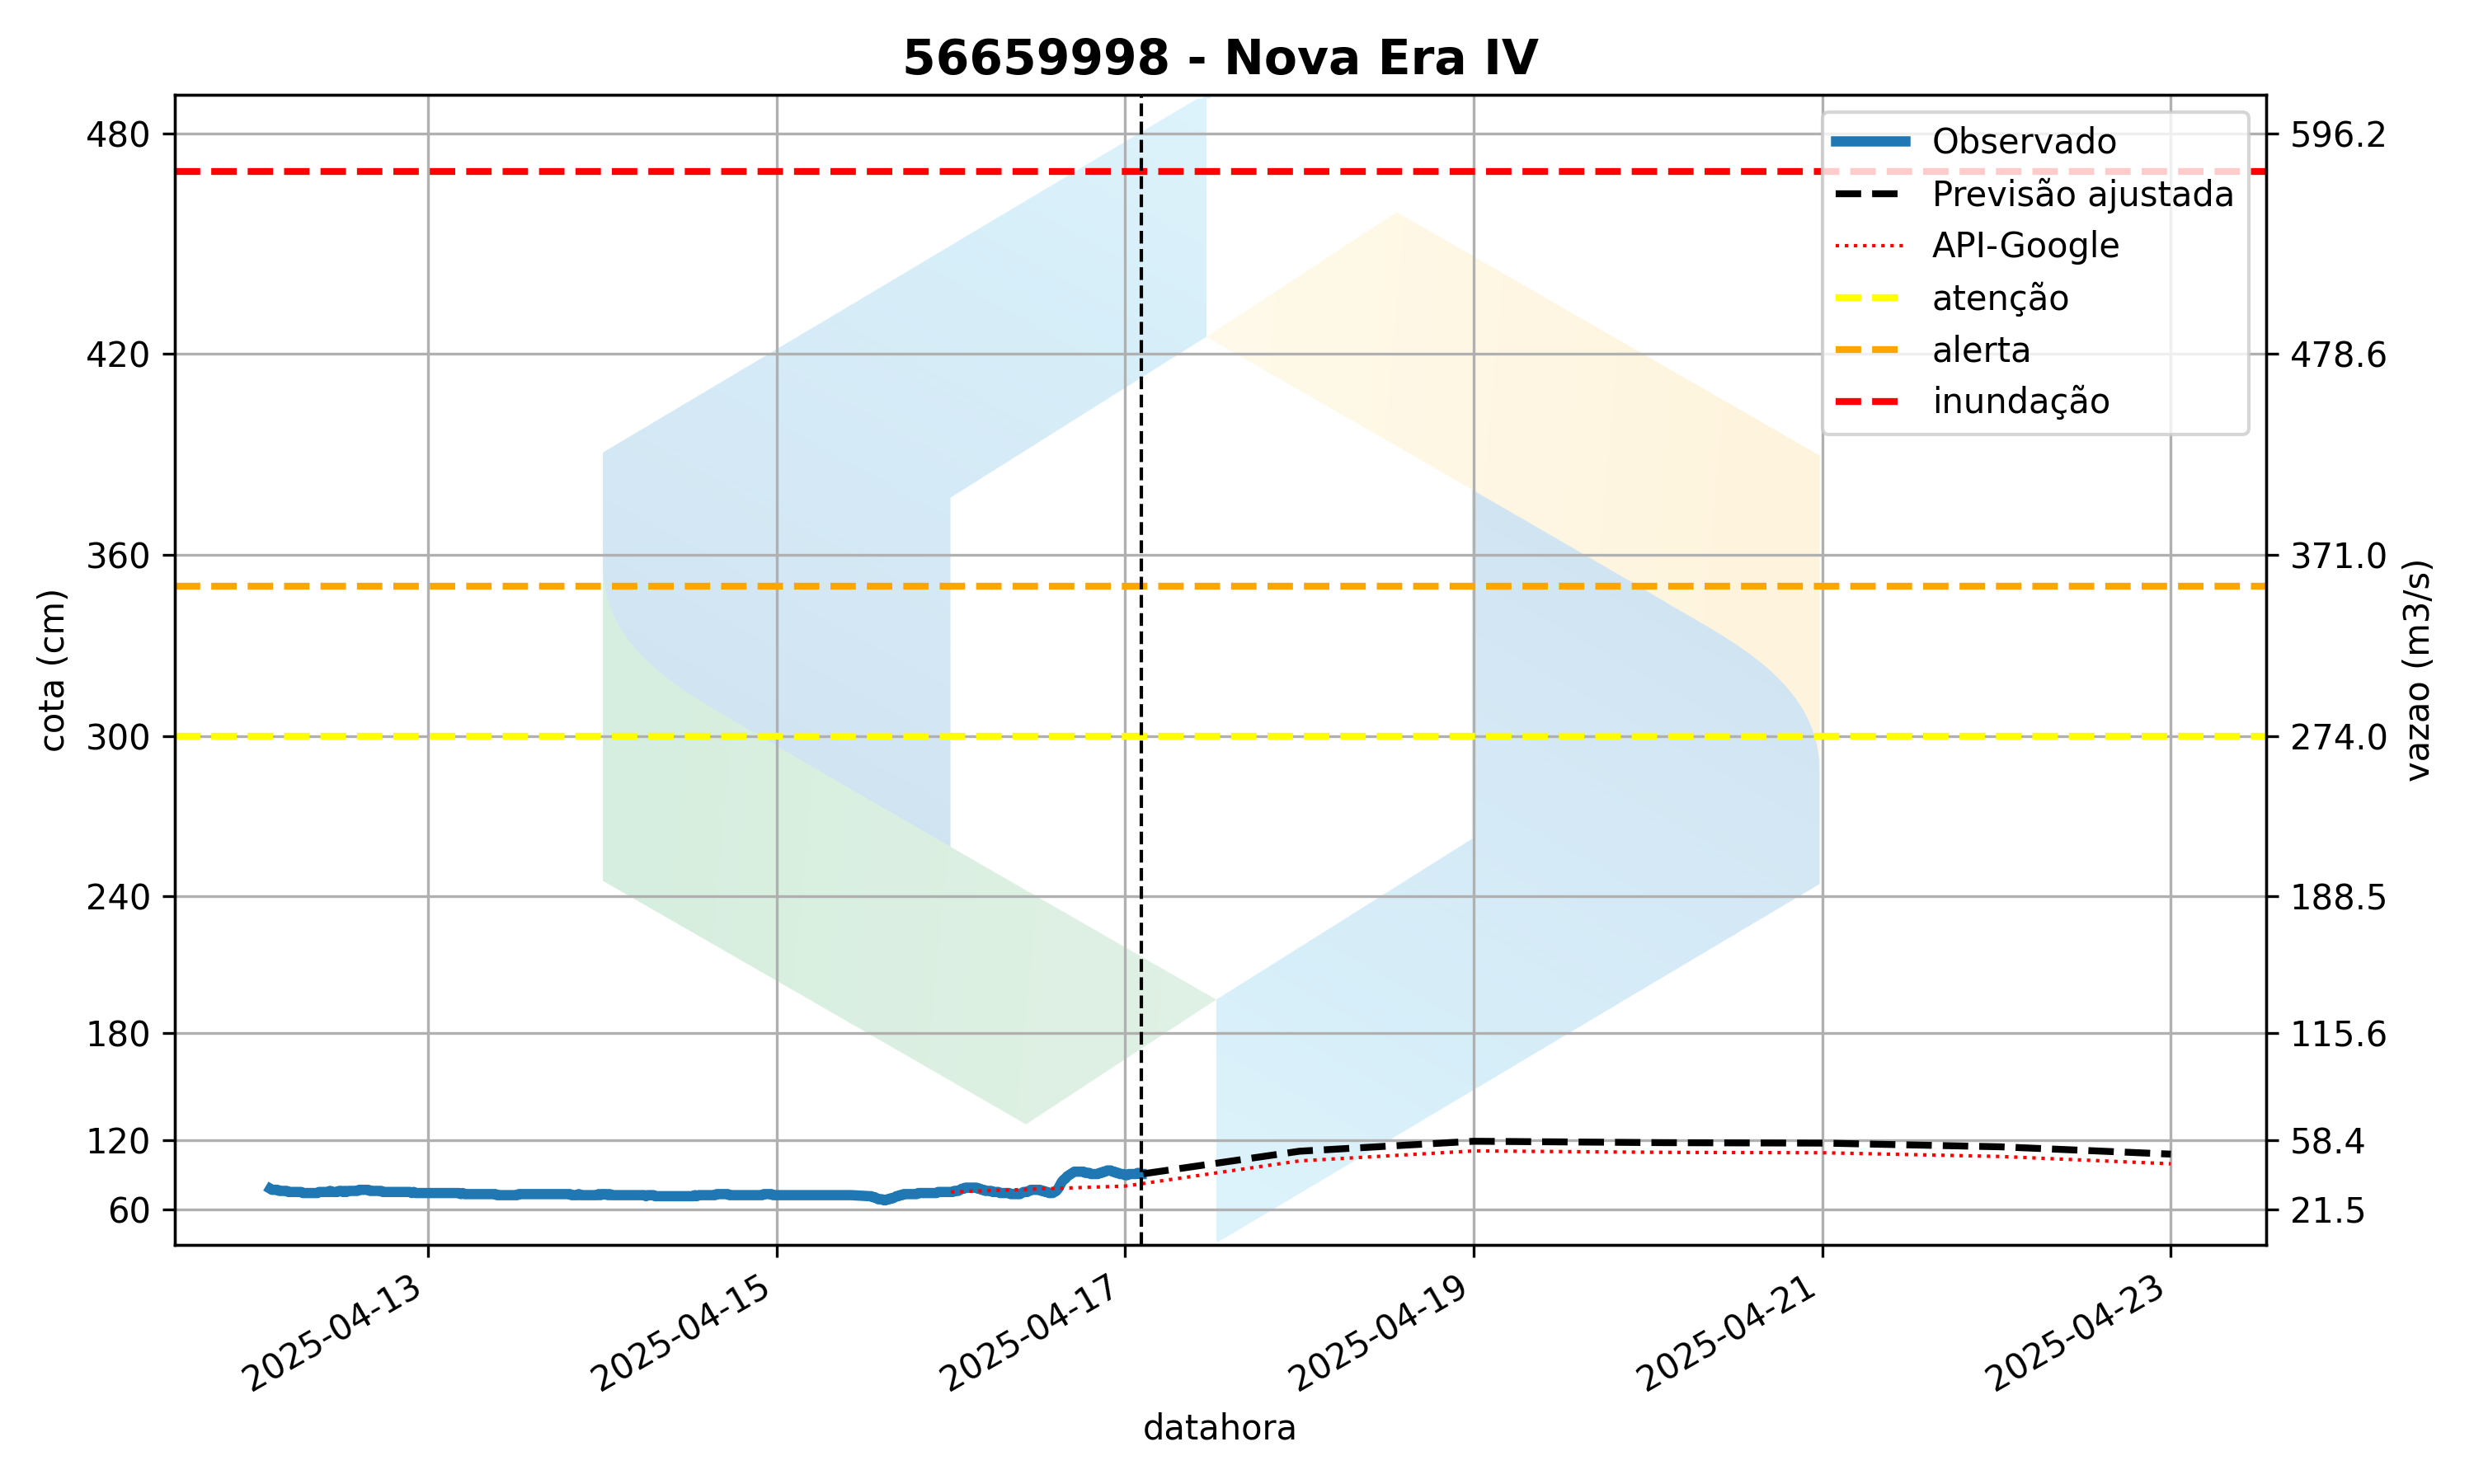 56659998 - Nova Era IV
480
420
360
300
240
180
120
60
cota (cm)
596.2
478.6
371.0
274.0
188.5
115.6
58.4
21.5
vazao (m3/s)
Observado
Previsão ajustada
API-Google
atenção
alerta
inundação
2025-04-13
2025-04-15
2025-04-17
2025-04-19
2025-04-21
2025-04-23
datahora